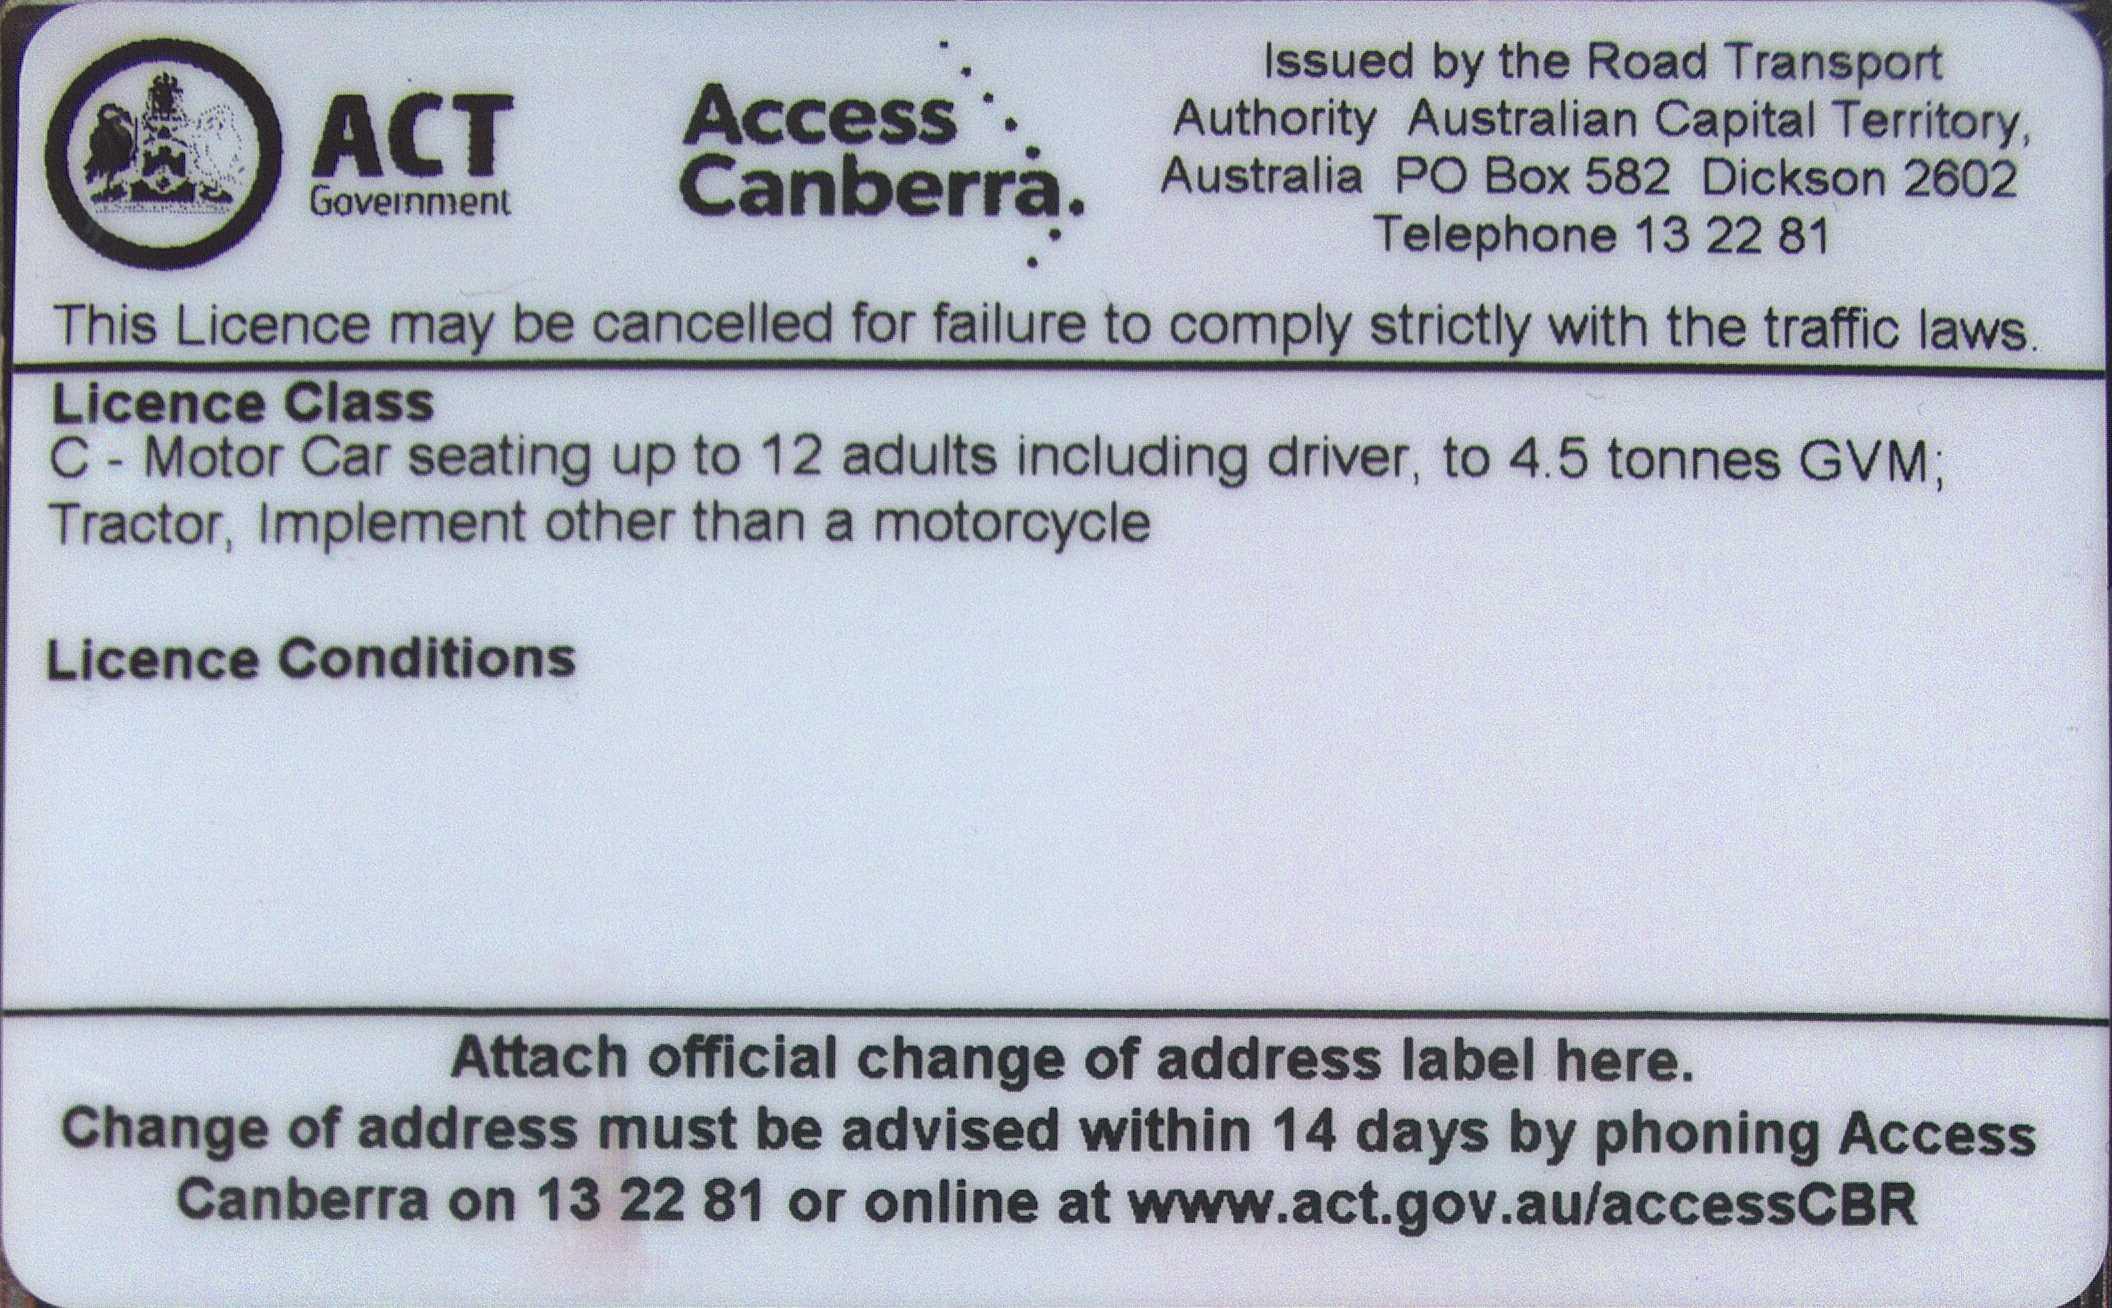 ACT
Government
Access
Canberra.
Issued by the Road Transport
Authority Australian Capital Territory,
Australia PO Box 582 Dickson 2602
Telephone 13 22 81
This Licence may be cancelled for failure to comply strictly with the traffic laws.
Licence Class
C - Motor Car seating up to 12 adults including driver, to 4.5 tonnes GVM;
Tractor, Implement other than a motorcycle
Licence Conditions
Attach official change of address label here.
Change of address must be advised within 14 days by phoning Access
Canberra on 13 22 81 or online at www.act.gov.au/accessCBR